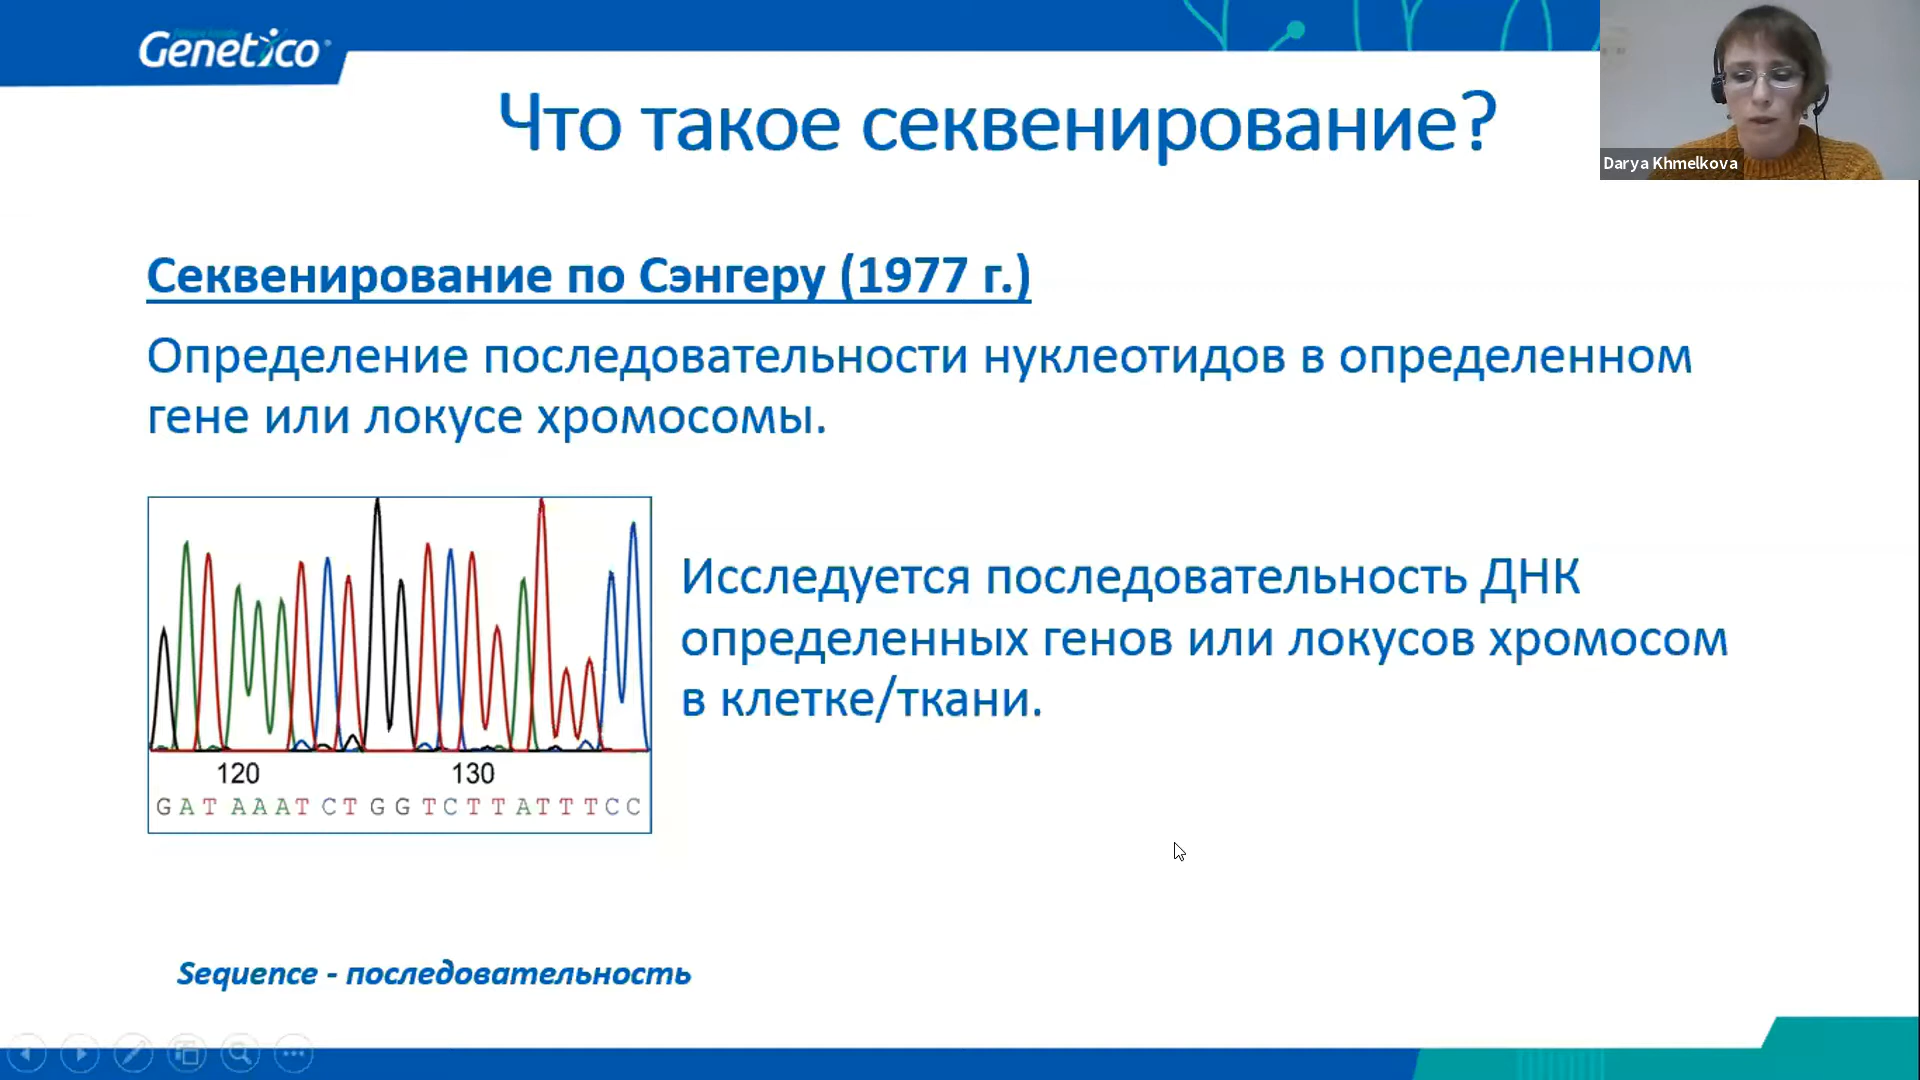 Genetico
Что такое секвенирование?
Darya Khmelkova
Секвенирование по Сэнгеру (1977 г.)
Определение последовательности нуклеотидов в определенном
гене или локусе хромосомы.
Исследуется последовательность ДНК
определенных генов или локусов хромосом
в клетке/ткани.
120 130
G A T A A A T C T G G T C T T A T T T C C
Sequence - последовательность